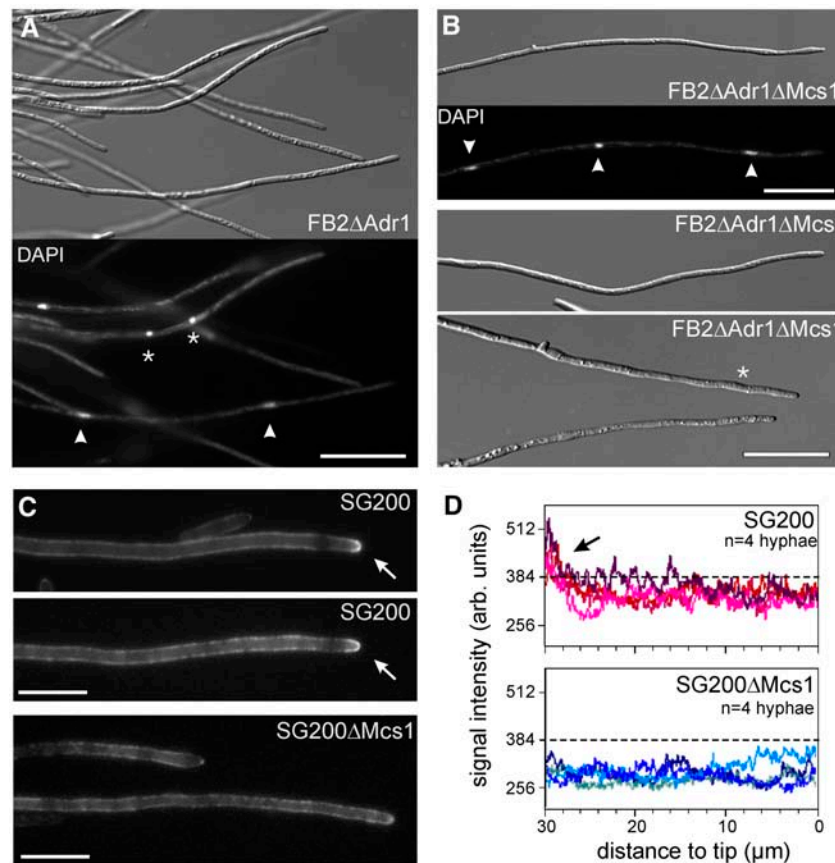 A
FB2ΔAdr1
DAPI
*
*
B
FB2ΔAdr1ΔMcs1
DAPI
FB2ΔAdr1ΔMcs
FB2ΔAdr1ΔMcs1
*
C
SG200
SG200
SG200ΔMcs1
D
signal intensity (arb. units)
512
384
256
SG200
n=4 hyphae
512
384
256
SG200ΔMcs1
n=4 hyphae
30
20
10
0
distance to tip (µm)